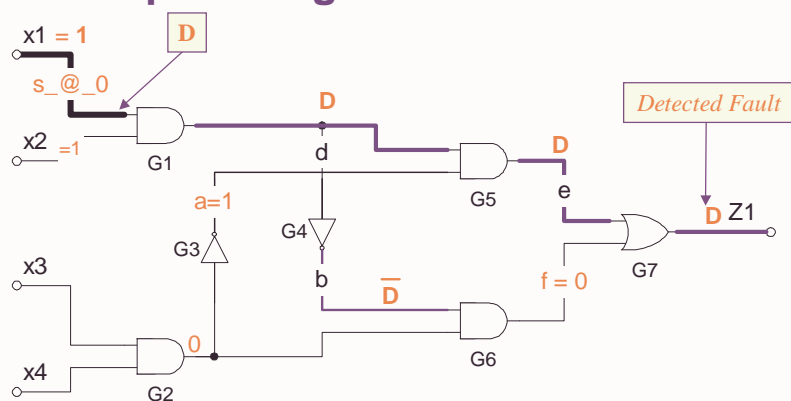 x1 = 1
D
s_@_0
x2 =1
G1
D
d
D
G5
e
Detected Fault
D Z1
G7
a=1
G3
G4
b
D̅
f = 0
G6
x3
0
G2
x4